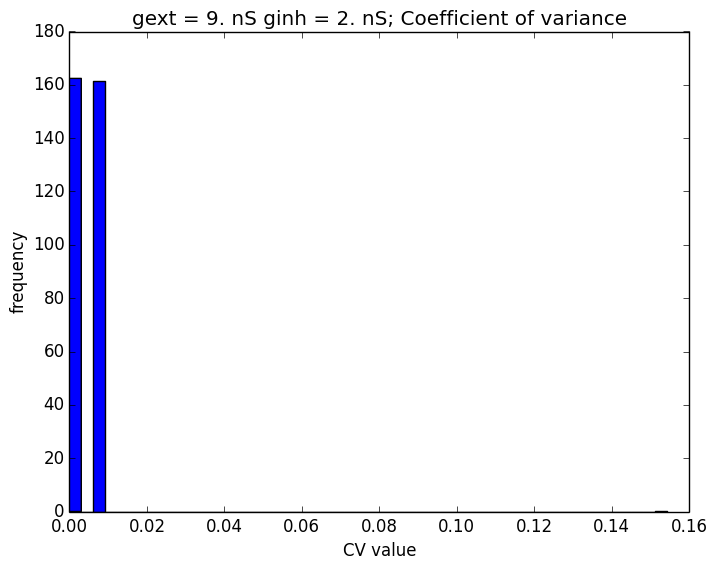 gext = 9. nS ginh = 2. nS; Coefficient of variance
180
160
140
120
100
80
60
40
20
0
frequency
0.00 0.02 0.04 0.06 0.08 0.10 0.12 0.14 0.16
CV value